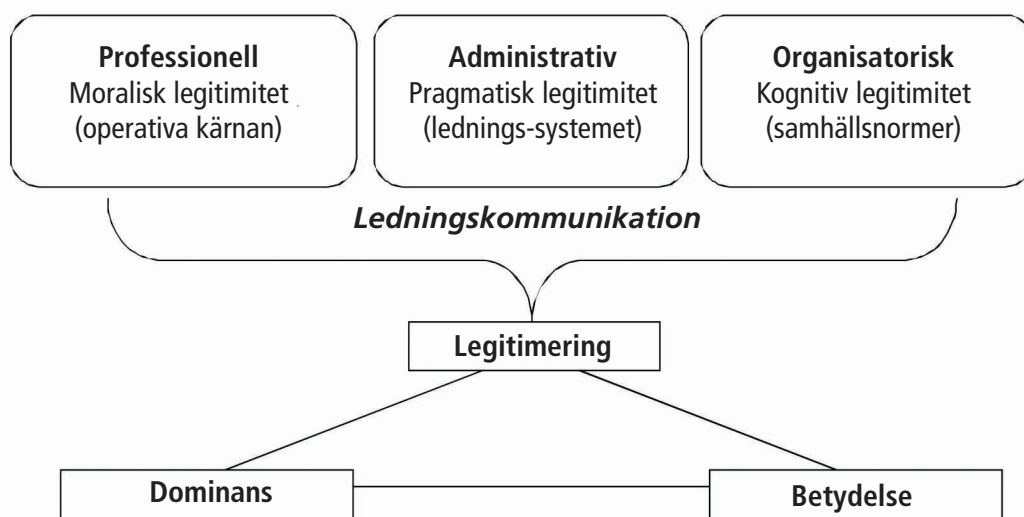 Professionell
Moralisk legitimitet
(operativa kärnan)
Administrativ
Pragmatisk legitimitet
(lednings-systemet)
Organisatorisk
Kognitiv legitimitet
(samhällsnormer)
Ledningskommunikation
Legitimering
Dominans
Betydelse